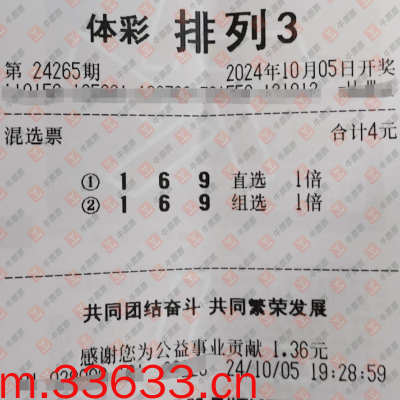 体彩 排列3
第 24265期 2024年10月05日开奖
混选票 合计4元
① 1 6 9 直选 1倍
② 1 6 9 组选 1倍
共同团结奋斗 共同繁荣发展
感谢您为公益事业贡献 1.36元
24/10/05 19:28:59
m.33633.cn